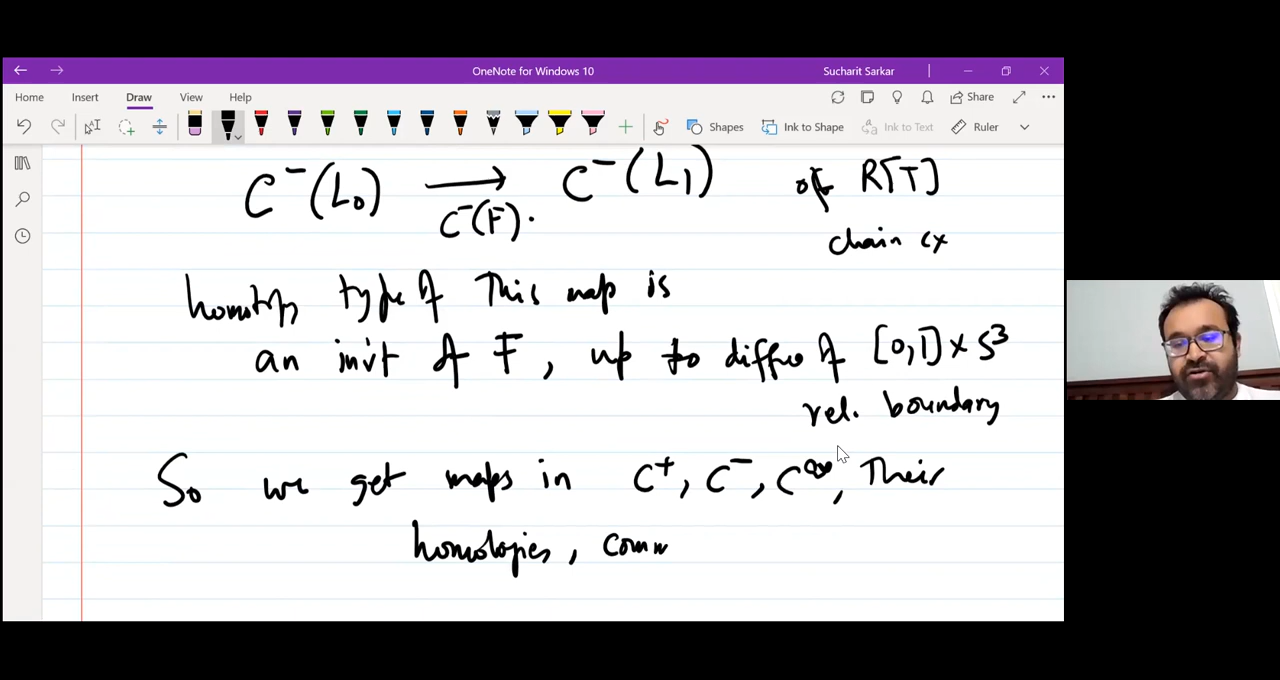 OneNote for Windows 10
Sucharit Sarkar
Home Insert Draw View Help
Share
Shapes Ink to Shape Ink to Text Ruler
C⁻(L₀) ⟶ C⁻(L₁) of R[T]
C⁻(F).
chain cx
homotopy type of This map is
an invt of F, up to diffeo of [0,1] × S³
rel. boundary
So we get maps in C⁺, C⁻, C^∞, Their
homologies, comm